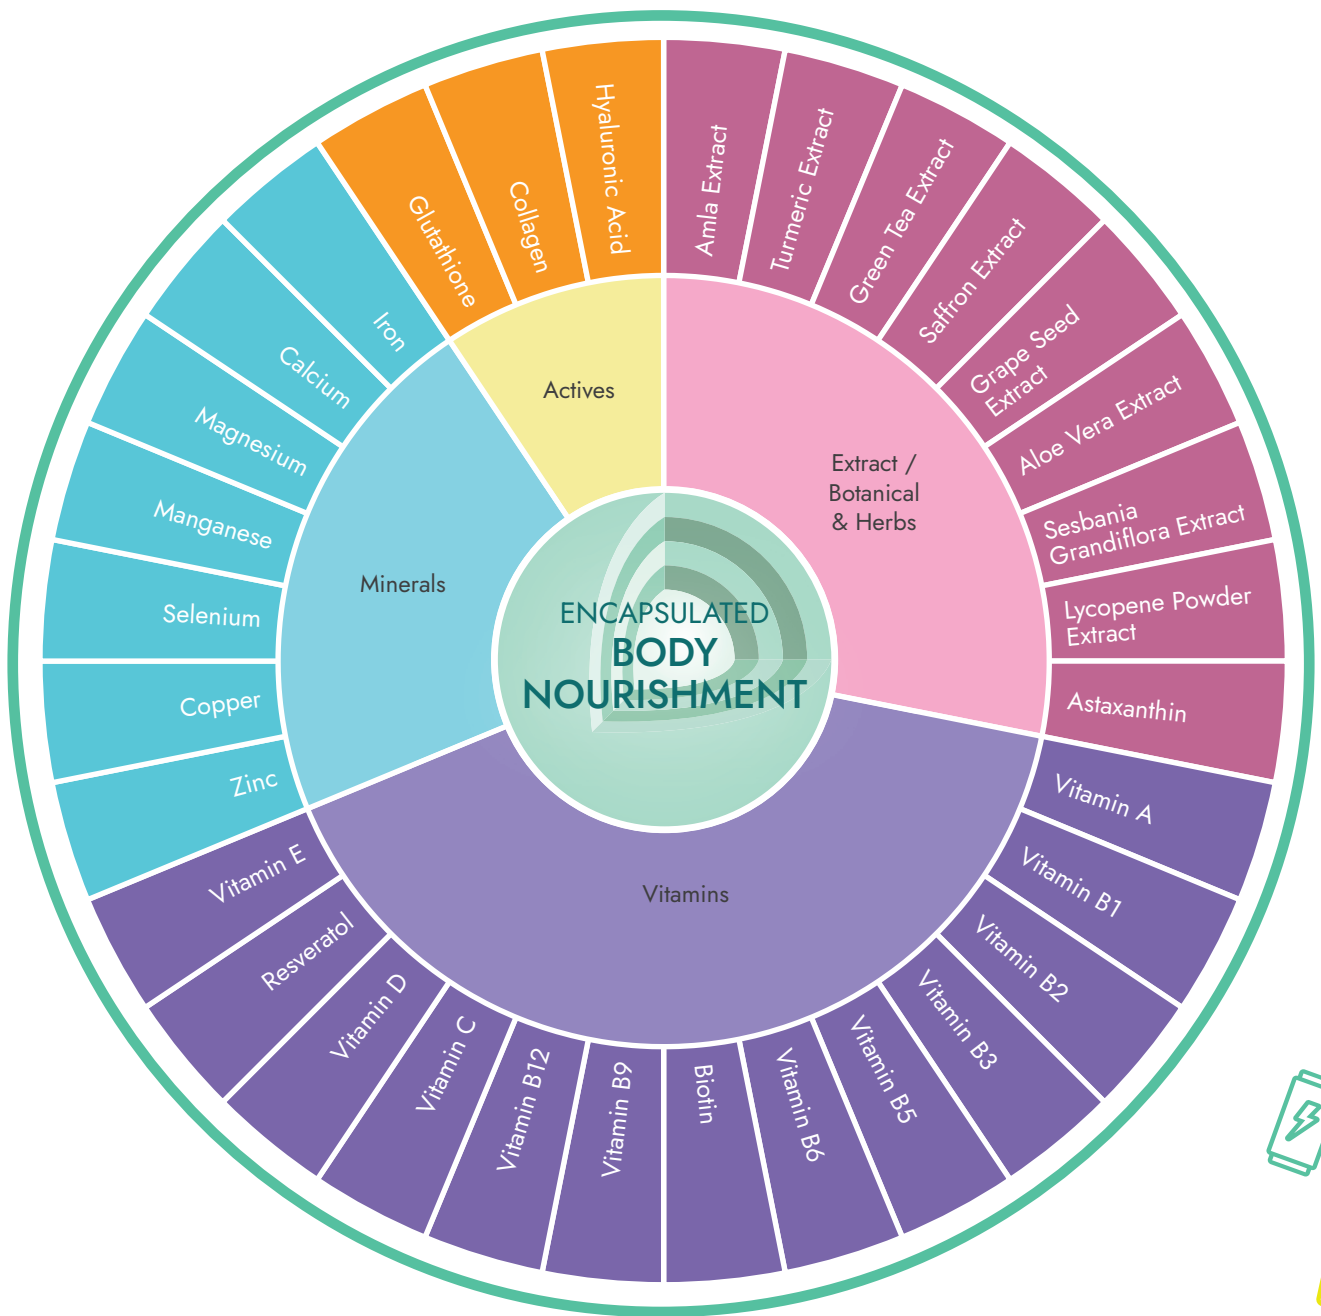 ENCAPSULATED
BODY
NOURISHMENT
Actives
Hyaluronic Acid
Collagen
Glutathione
Extract /
Botanical
& Herbs
Amla Extract
Turmeric Extract
Green Tea Extract
Saffron Extract
Grape Seed
Extract
Aloe Vera Extract
Sesbania
Grandiflora Extract
Lycopene Powder
Extract
Astaxanthin
Vitamins
Vitamin A
Vitamin B1
Vitamin B2
Vitamin B3
Vitamin B5
Vitamin B6
Biotin
Vitamin B9
Vitamin B12
Vitamin C
Vitamin D
Resveratol
Vitamin E
Minerals
Zinc
Copper
Selenium
Manganese
Magnesium
Calcium
Iron